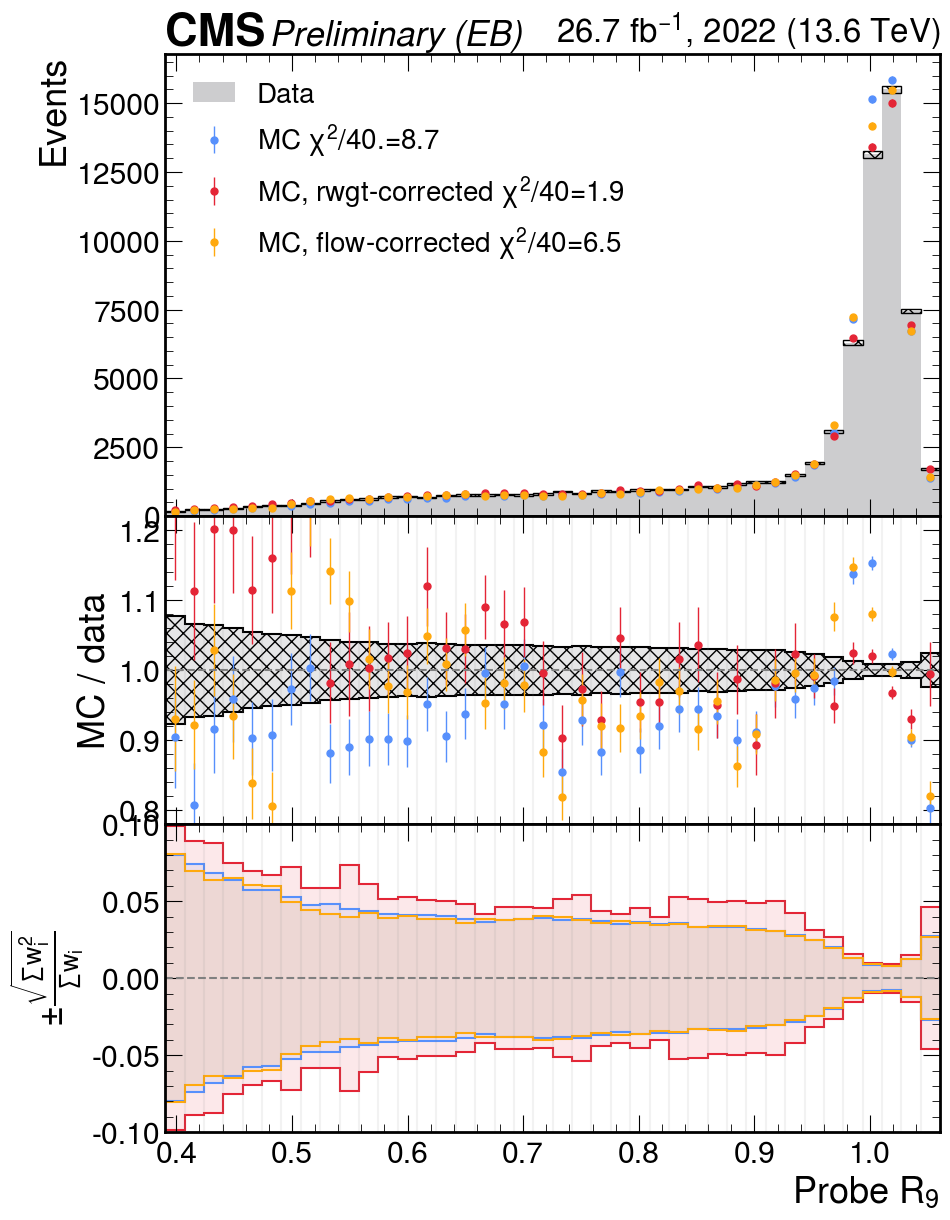 CMS Preliminary (EB) 26.7 fb⁻¹, 2022 (13.6 TeV)
Events
15000
12500
10000
7500
5000
2500
0
Data
MC χ²/40.=8.7
MC, rwgt-corrected χ²/40=1.9
MC, flow-corrected χ²/40=6.5
MC / data
1.2
1.1
1.0
0.9
0.8
±√Σwᵢ²/Σwᵢ
0.10
0.05
0.00
-0.05
-0.10
0.4 0.5 0.6 0.7 0.8 0.9 1.0
Probe R₉